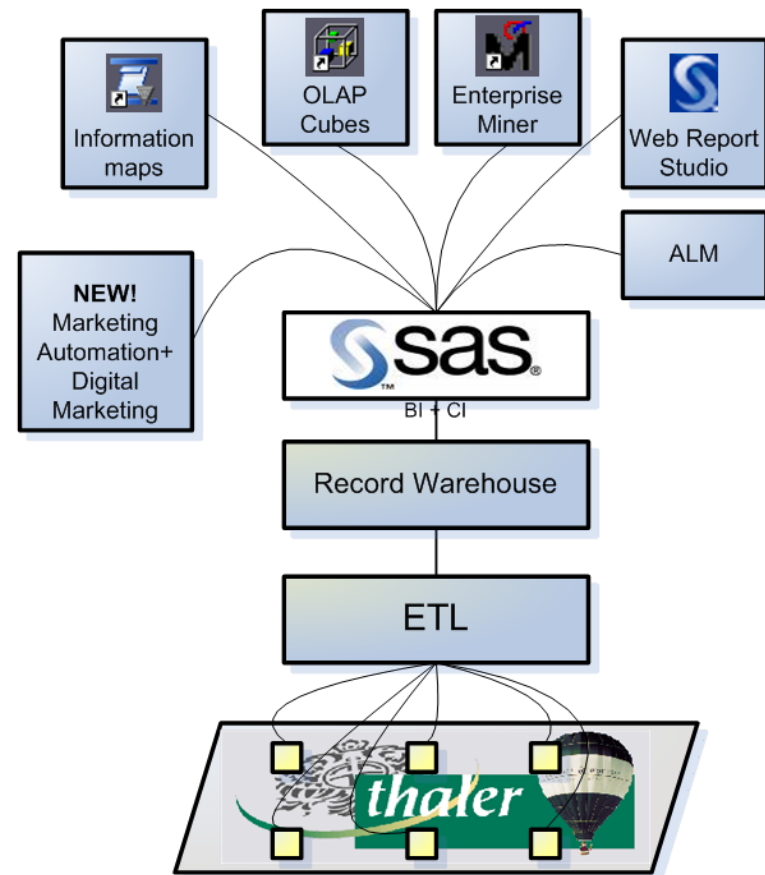 Information
maps
OLAP
Cubes
Enterprise
Miner
Web Report
Studio
NEW!
Marketing
Automation+
Digital
Marketing
ALM
sas®
™
BI + CI
Record Warehouse
ETL
thaler